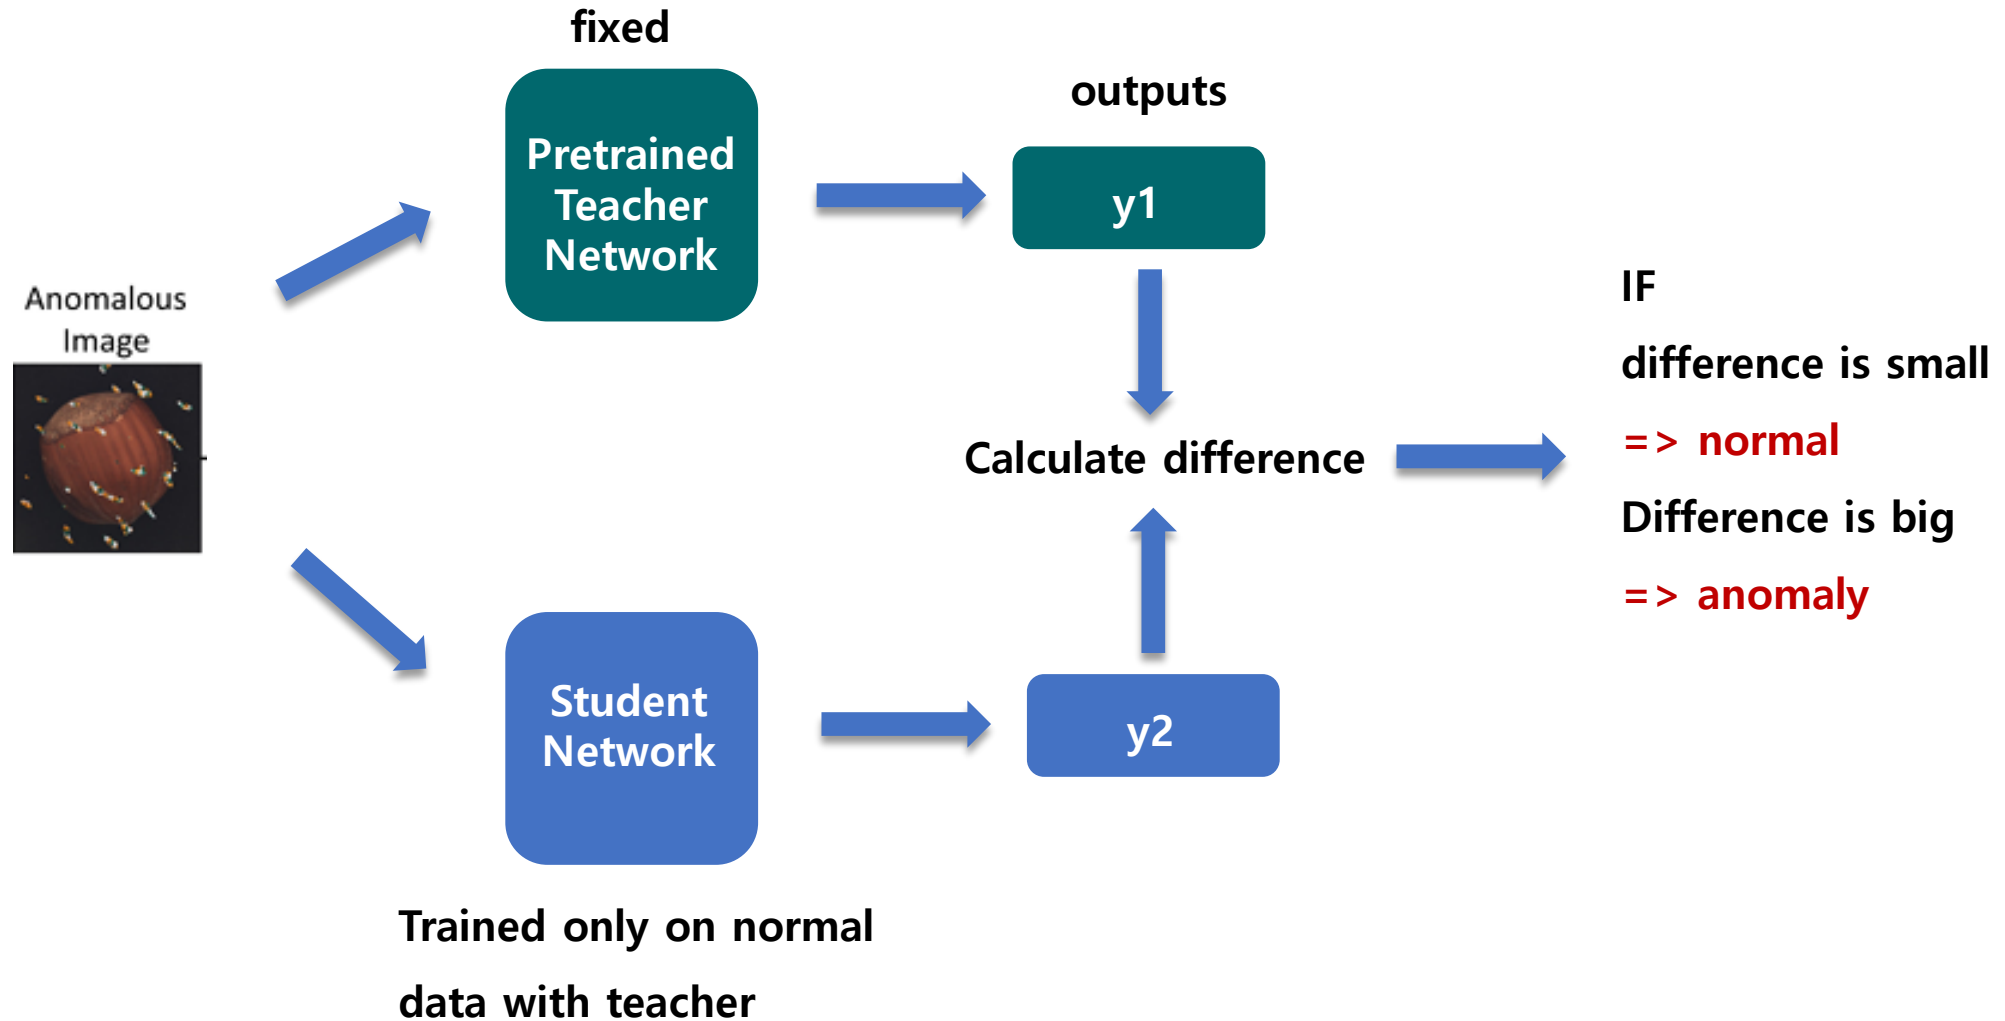 fixed
Pretrained
Teacher
Network
outputs
y1
Anomalous
Image
Calculate difference
IF
difference is small
=> normal
Difference is big
=> anomaly
Student
Network
y2
Trained only on normal
data with teacher